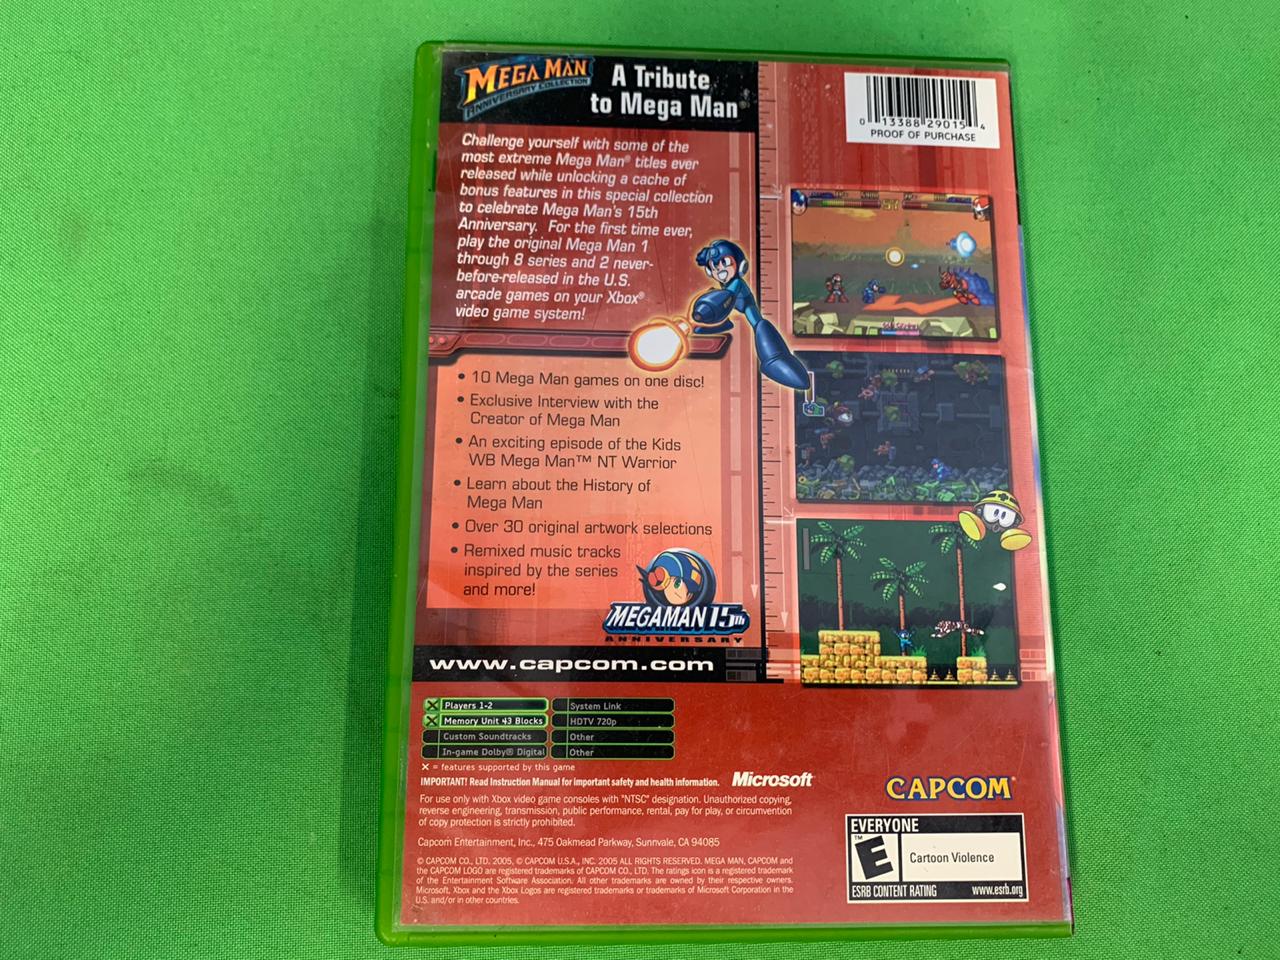 MEGA MAN
ANNIVERSARY COLLECTION
A Tribute
to Mega Man®
0 13388 29015 4
PROOF OF PURCHASE
Challenge yourself with some of the
most extreme Mega Man® titles ever
released while unlocking a cache of
bonus features in this special collection
to celebrate Mega Man's 15th
Anniversary. For the first time ever,
play the original Mega Man 1
through 8 series and 2 never-
before-released in the U.S.
arcade games on your Xbox®
video game system!
• 10 Mega Man games on one disc!
• Exclusive Interview with the
Creator of Mega Man
• An exciting episode of the Kids
WB Mega Man™ NT Warrior
• Learn about the History of
Mega Man
• Over 30 original artwork selections
• Remixed music tracks
inspired by the series
and more!
MEGAMAN 15th
ANNIVERSARY
www.capcom.com
X Players 1-2
X Memory Unit 43 Blocks
Custom Soundtracks
In-game Dolby® Digital
System Link
HDTV 720p
Other
Other
X = features supported by this game
IMPORTANT! Read Instruction Manual for important safety and health information.
Microsoft®
For use only with Xbox video game consoles with "NTSC" designation. Unauthorized copying,
reverse engineering, transmission, public performance, rental, pay for play, or circumvention
of copy protection is strictly prohibited.
Capcom Entertainment, Inc., 475 Oakmead Parkway, Sunnvale, CA 94085
© CAPCOM CO., LTD. 2005, © CAPCOM U.S.A., INC. 2005 ALL RIGHTS RESERVED. MEGA MAN, CAPCOM and
the CAPCOM LOGO are registered trademarks of CAPCOM CO., LTD. The ratings icon is a registered trademark
of the Entertainment Software Association. All other trademarks are owned by their respective owners.
Microsoft, Xbox and the Xbox Logos are registered trademarks or trademarks of Microsoft Corporation in the
U.S. and/or in other countries.
CAPCOM®
EVERYONE
E
™
Cartoon Violence
ESRB CONTENT RATING
www.esrb.org